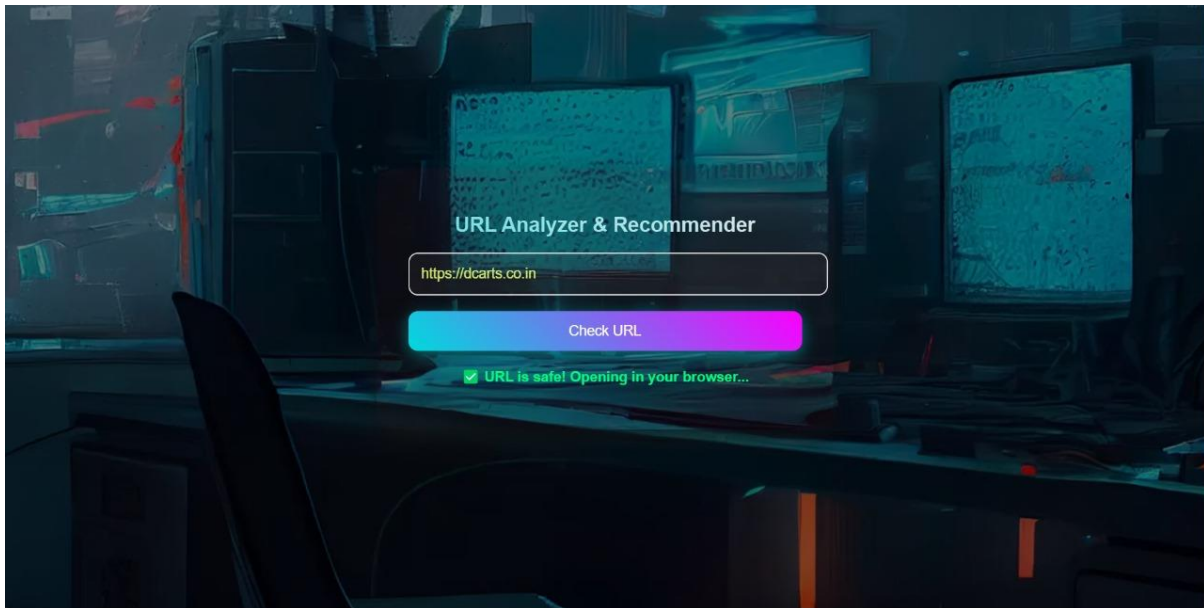 URL Analyzer & Recommender
https://dcarts.co.in
Check URL
✅ URL is safe! Opening in your browser...